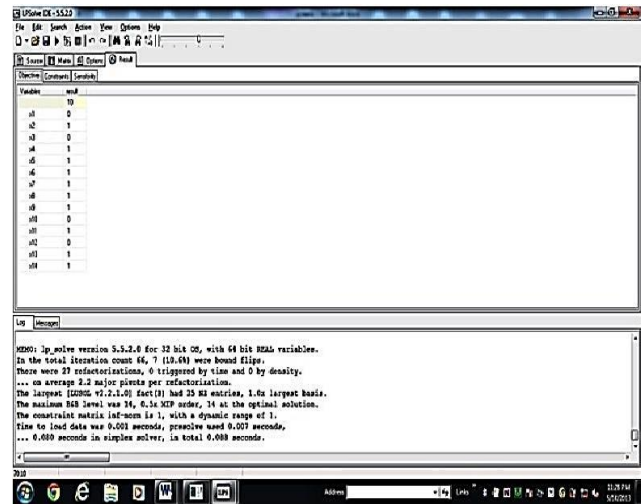 LPSolve IDE - 5.5.2.0
File Edit Search Action View Options Help
Source Matrix Options Result
Objective Constraints Sensitivity
Variables result
10
x1 0
x2 1
x3 0
x4 1
x5 1
x6 1
x7 1
x8 1
x9 1
x10 0
x11 1
x12 0
x13 1
x14 1
Log Messages
MEMO: lp_solve version 5.5.2.0 for 32 bit OS, with 64 bit REAL variables.
In the total iteration count 66, 7 (10.6%) were bound flips.
There were 27 refactorizations, 0 triggered by time and 0 by density.
... on average 2.2 major pivots per refactorization.
The largest [LUSOL v2.2.1.0] fact(B) had 35 NZ entries, 1.0x largest basis.
The maximum B&B level was 14, 0.5x MIP order, 14 at the optimal solution.
The constraint matrix inf-norm is 1, with a dynamic range of 1.
Time to load data was 0.001 seconds, presolve used 0.007 seconds,
... 0.080 seconds in simplex solver, in total 0.088 seconds.
Address Links